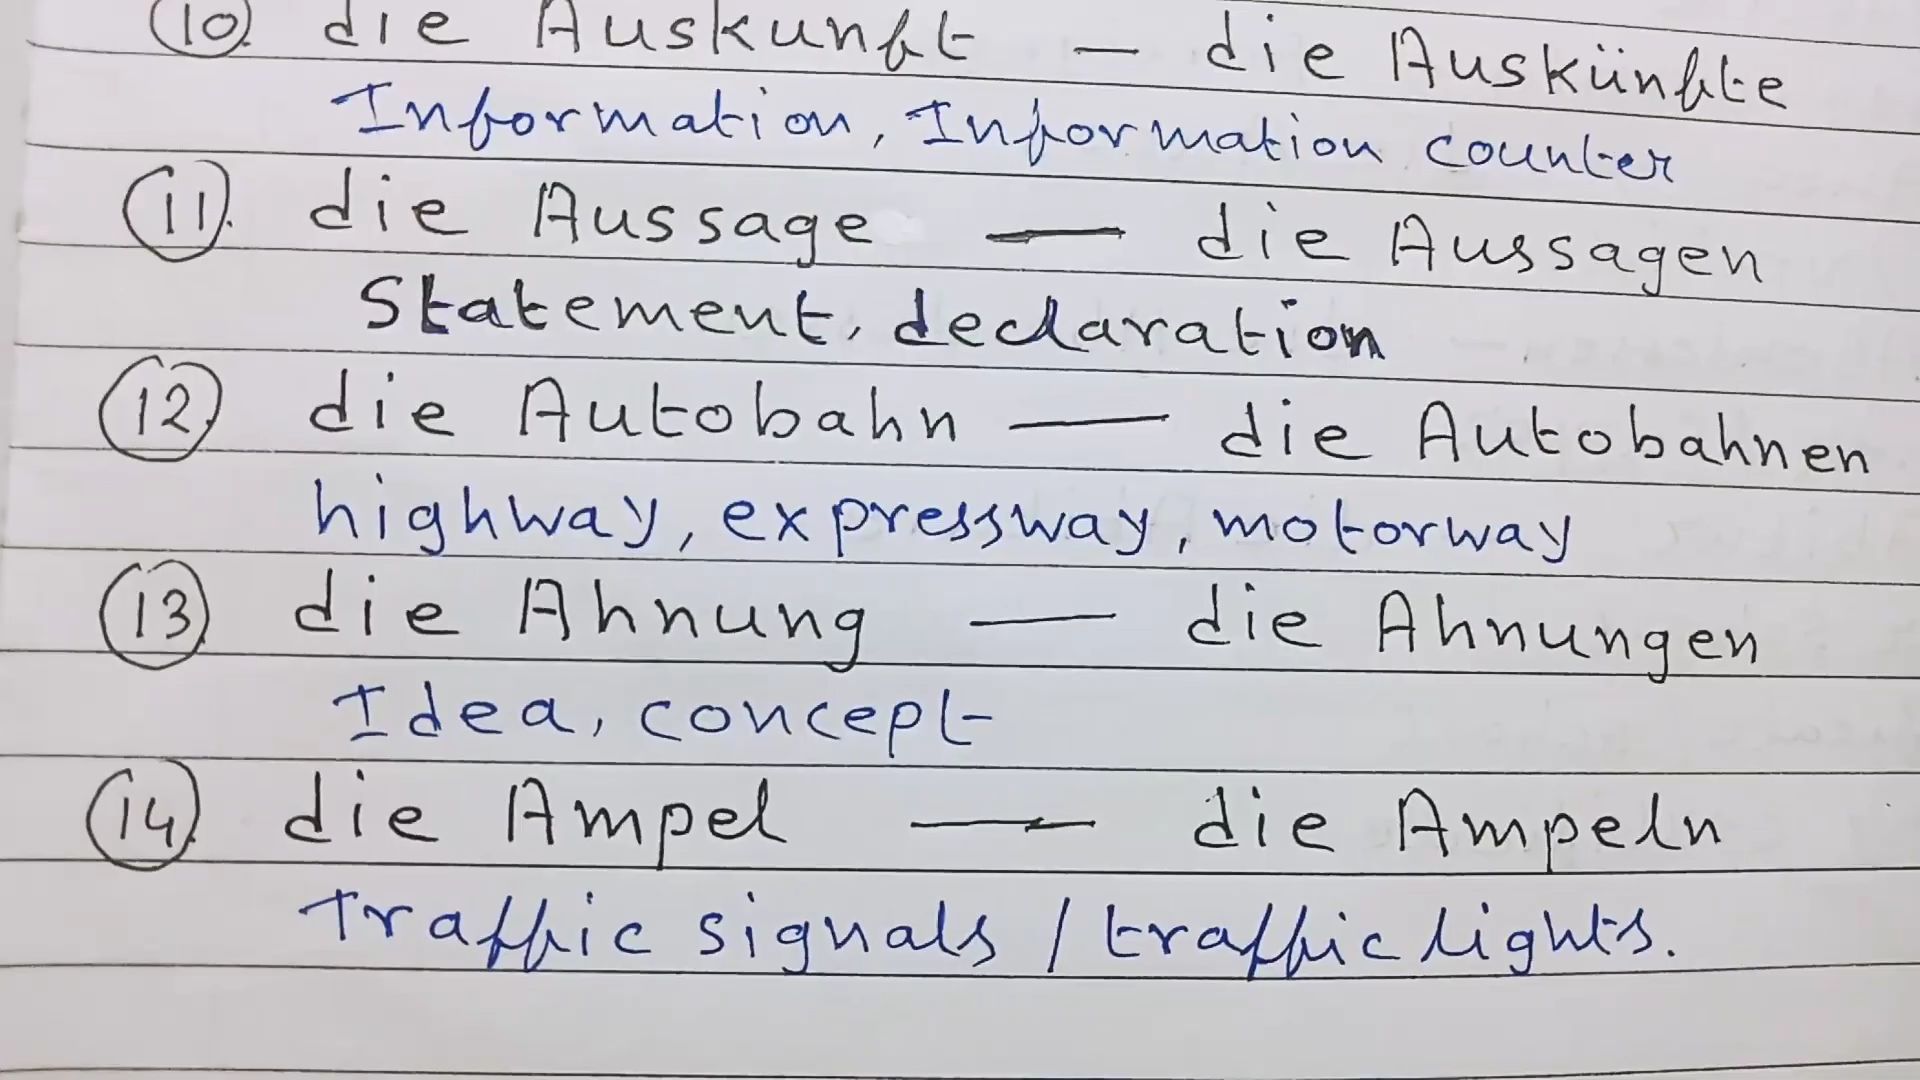 10. die Auskunft — die Auskünfte
Information, Information counter
11. die Aussage — die Aussagen
Statement, declaration
12. die Autobahn — die Autobahnen
highway, expressway, motorway
13. die Ahnung — die Ahnungen
Idea, concept
14. die Ampel — die Ampeln
Traffic signals / traffic lights.